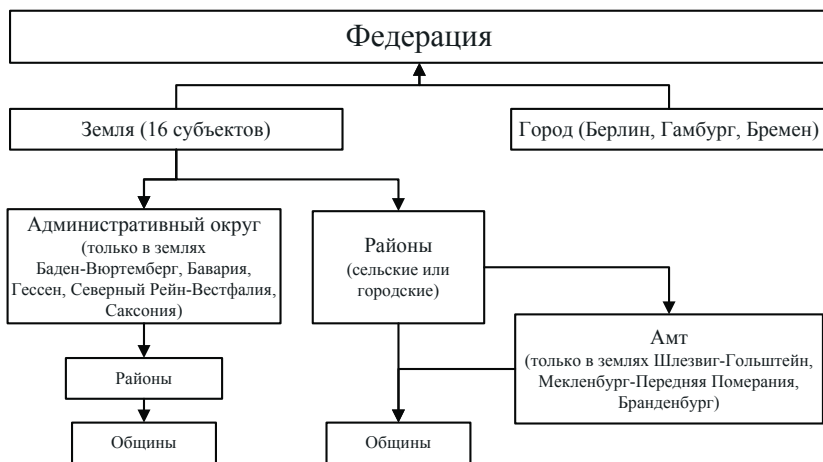 Федерация
Земля (16 субъектов)
Город (Берлин, Гамбург, Бремен)
Административный округ
(только в землях
Баден-Вюртемберг, Бавария,
Гессен, Северный Рейн-Вестфалия,
Саксония)
Районы
(сельские или
городские)
Амт
(только в землях Шлезвиг-Гольштейн,
Мекленбург-Передняя Померания,
Бранденбург)
Районы
Общины
Общины